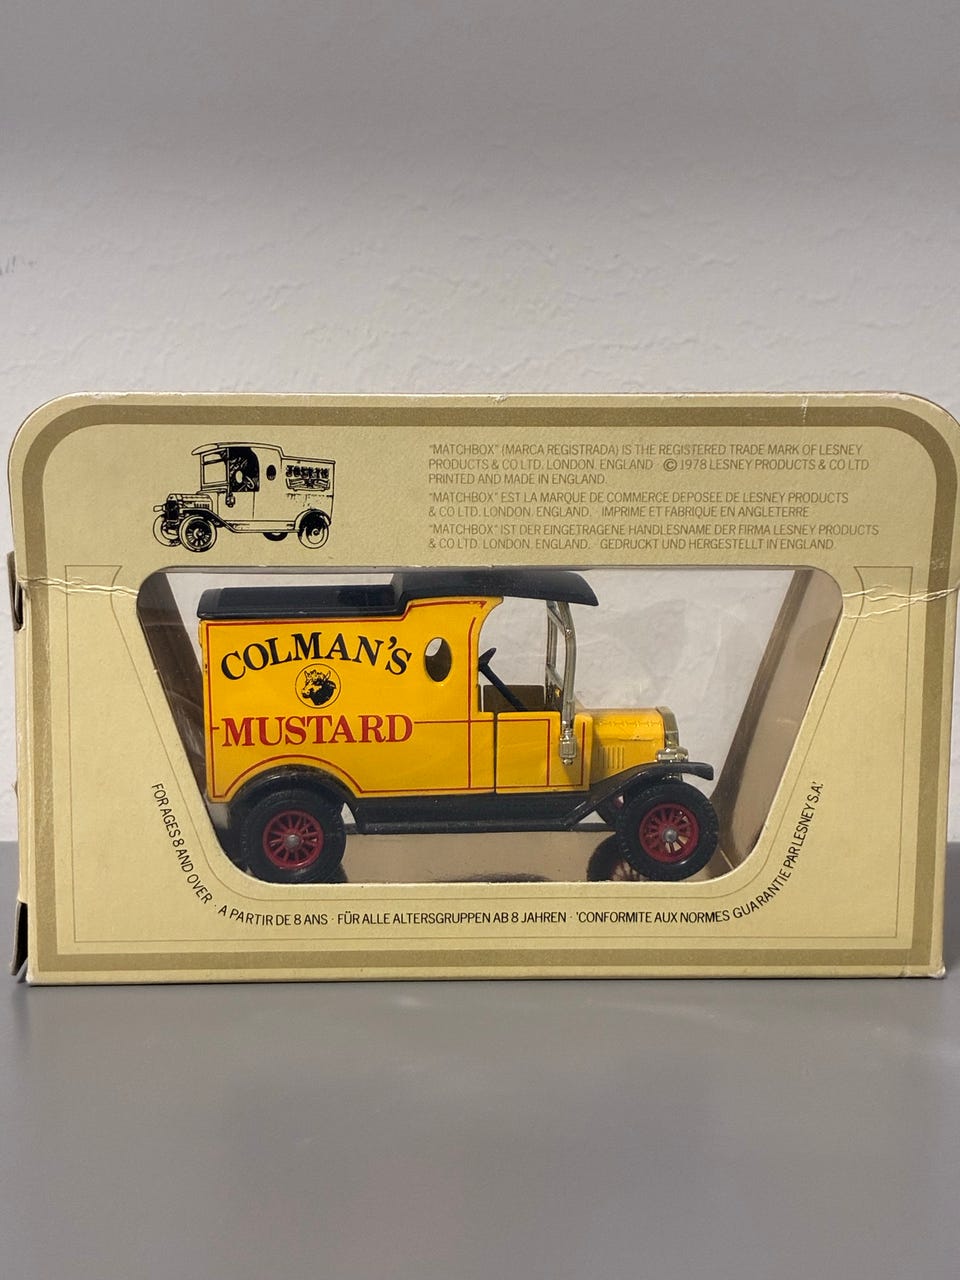 "MATCHBOX" (MARCA REGISTRADA) IS THE REGISTERED TRADE MARK OF LESNEY
PRODUCTS & CO LTD. LONDON. ENGLAND © 1978 LESNEY PRODUCTS & CO LTD
PRINTED AND MADE IN ENGLAND.
"MATCHBOX" EST LA MARQUE DE COMMERCE DEPOSEE DE LESNEY PRODUCTS
& CO LTD. LONDON. ENGLAND. · IMPRIME ET FABRIQUE EN ANGLETERRE
"MATCHBOX" IST DER EINGETRAGENE HANDLESNAME DER FIRMA LESNEY PRODUCTS
& CO LTD. LONDON. ENGLAND. · GEDRUCKT UND HERGESTELLT IN ENGLAND.
COLMAN'S
MUSTARD
FOR AGES 8 AND OVER · A PARTIR DE 8 ANS · FÜR ALLE ALTERSGRUPPEN AB 8 JAHREN · 'CONFORMITE AUX NORMES GUARANTIE PAR LESNEY S.A.'